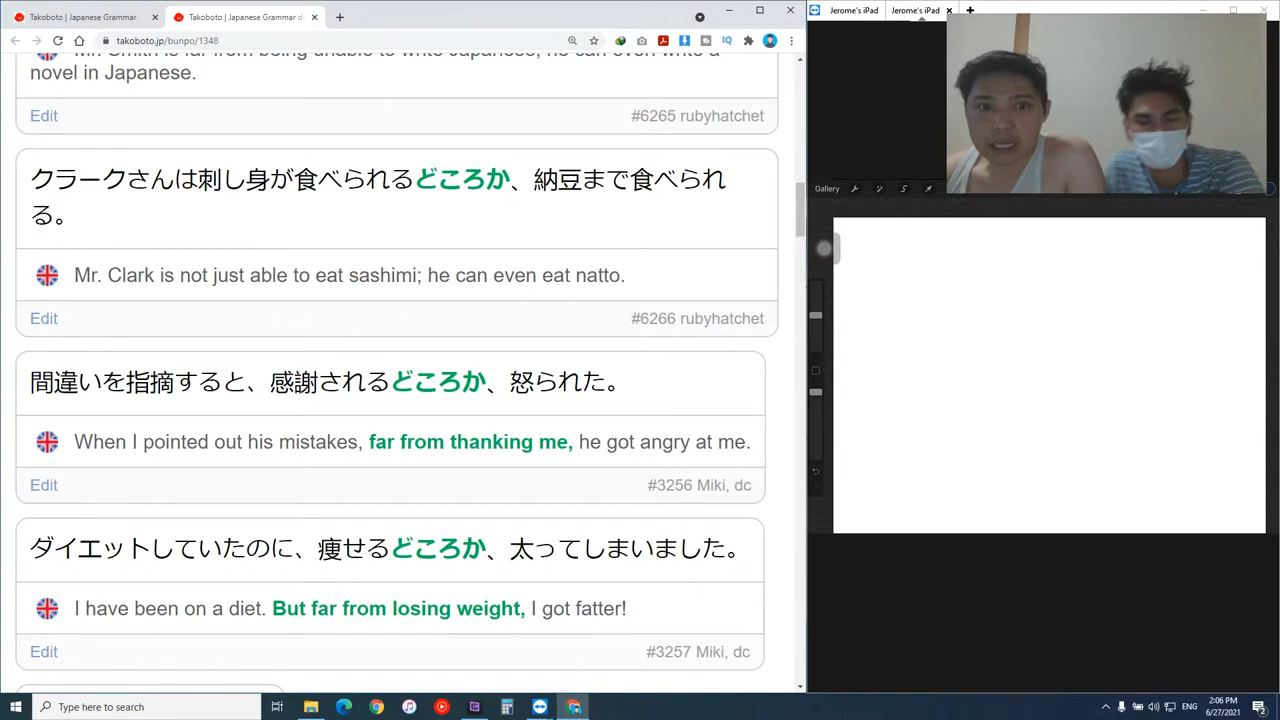 Takoboto | Japanese Gram
Takoboto | Japanese Grammar d
Jerome's iPad
Jerome's iPad
takoboto.jp/bunpo/1348
novel in Japanese.
Edit
#6265 rubyhatchet
クラークさんは刺し身が食べられるどころか、納豆まで食べられ
る。
Mr. Clark is not just able to eat sashimi; he can even eat natto.
Edit
#6266 rubyhatchet
間違いを指摘すると、感謝されるどころか、怒られた。
When I pointed out his mistakes, far from thanking me, he got angry at me.
Edit
#3256 Miki, dc
ダイエットしていたのに、痩せるどころか、太ってしまいました。
I have been on a diet. But far from losing weight, I got fatter!
Edit
#3257 Miki, dc
Gallery
Type here to search
ENG
2:06 PM
6/27/2021